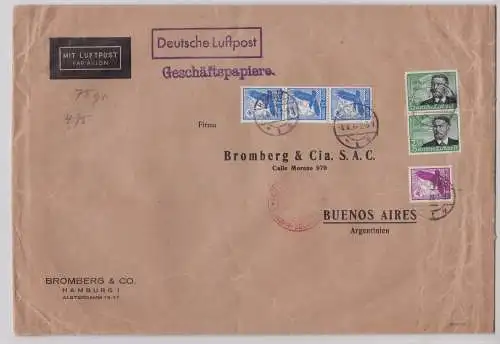 MIT LUFTPOST
PAR AVION
Deutsche Luftpost
Geschäftspapiere.
75 gr
475
Firma
Bromberg & Cia. S. A. C.
Calle Moreno 970
BUENOS AIRES
Argentinien
BROMBERG & CO.
HAMBURG 1